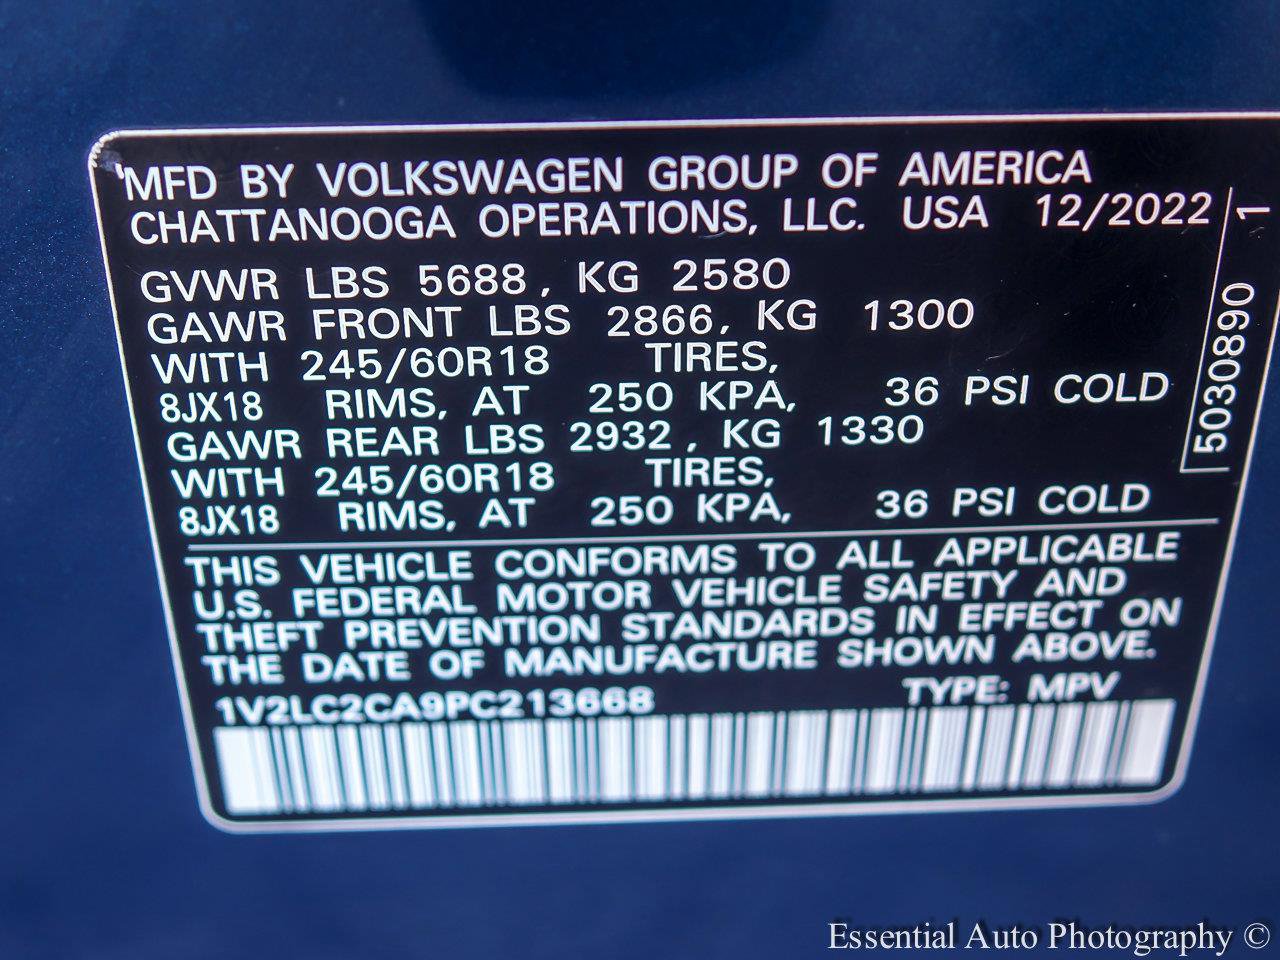 MFD BY VOLKSWAGEN GROUP OF AMERICA
CHATTANOOGA OPERATIONS, LLC. USA 12/2022
GVWR LBS 5688, KG 2580
GAWR FRONT LBS 2866, KG 1300
WITH 245/60R18 TIRES,
8JX18 RIMS, AT 250 KPA, 36 PSI COLD
GAWR REAR LBS 2932, KG 1330
WITH 245/60R18 TIRES,
8JX18 RIMS, AT 250 KPA, 36 PSI COLD
5030890 1
THIS VEHICLE CONFORMS TO ALL APPLICABLE
U.S. FEDERAL MOTOR VEHICLE SAFETY AND
THEFT PREVENTION STANDARDS IN EFFECT ON
THE DATE OF MANUFACTURE SHOWN ABOVE.
1V2LC2CA9PC213668 TYPE: MPV
Essential Auto Photography ©